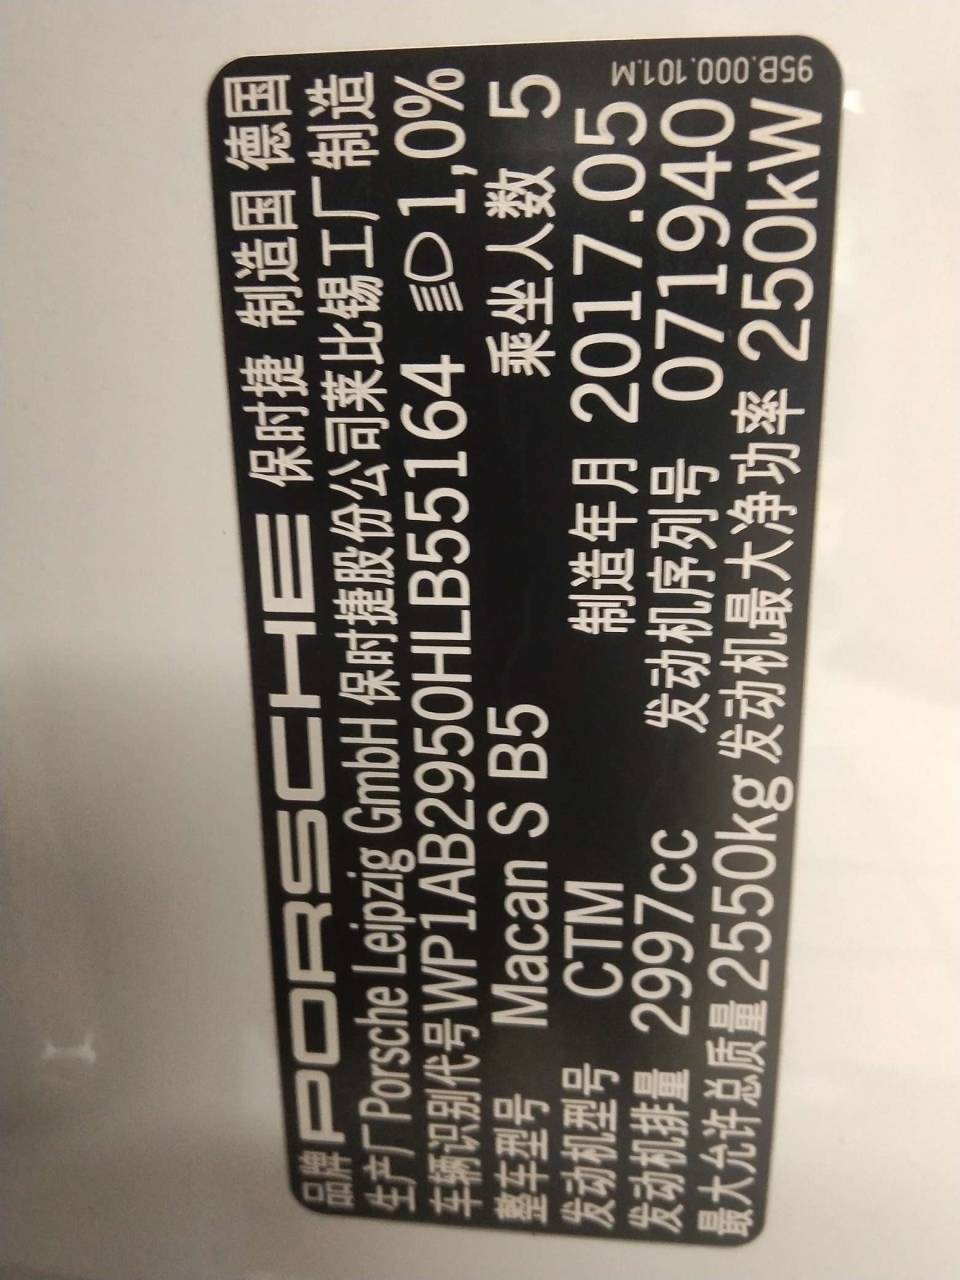 95B.000.101.M
品牌 PORSCHE 保时捷 制造国 德国
生产厂 Porsche Leipzig GmbH 保时捷股份公司莱比锡工厂制造
车辆识别代号 WP1AB2950HLB55164 1,0%
整车型号 Macan S B5 乘坐人数 5
发动机型号 CTM 制造年月 2017.05
发动机排量 2997cc 发动机序列号 071940
最大允许总质量 2550kg 发动机最大净功率 250kW